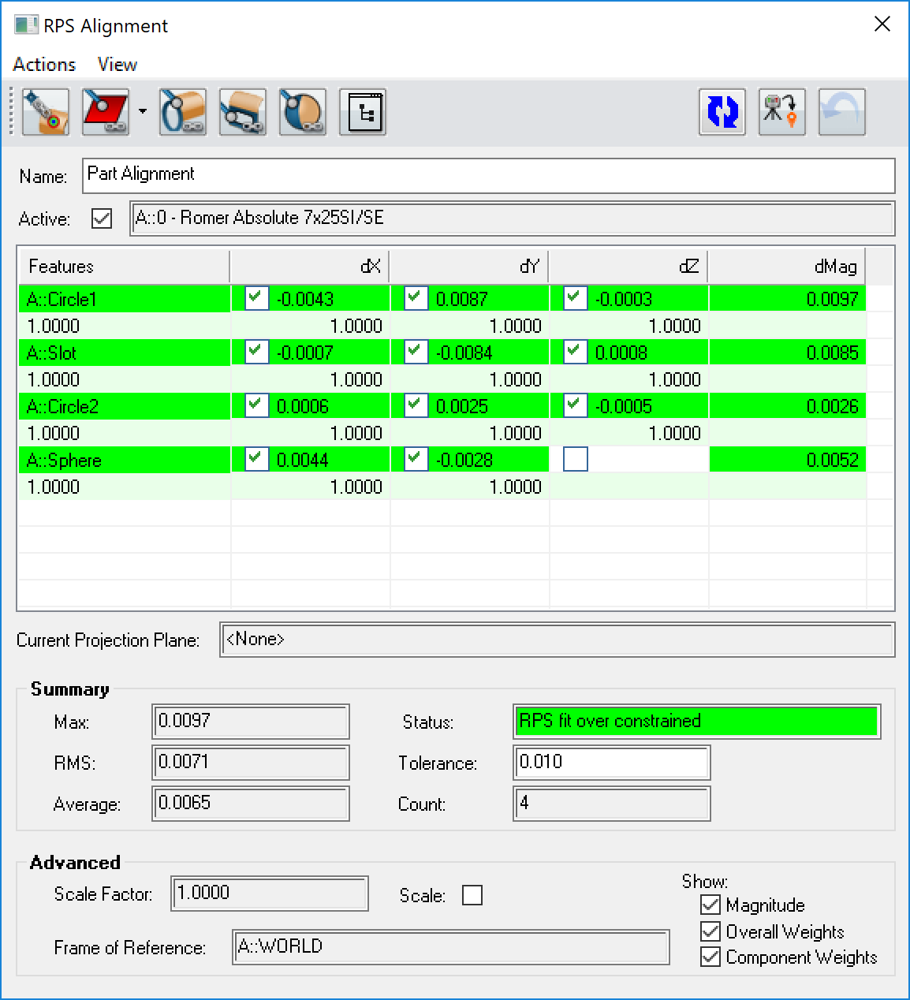 RPS Alignment
Actions View
Name: Part Alignment
Active: A::0 - Romer Absolute 7x25SI/SE
Features dX dY dZ dMag
A::Circle1 -0.0043 0.0087 -0.0003 0.0097
1.0000 1.0000 1.0000 1.0000
A::Slot -0.0007 -0.0084 0.0008 0.0085
1.0000 1.0000 1.0000 1.0000
A::Circle2 0.0006 0.0025 -0.0005 0.0026
1.0000 1.0000 1.0000 1.0000
A::Sphere 0.0044 -0.0028 0.0052
1.0000 1.0000 1.0000
Current Projection Plane: <None>
Summary
Max: 0.0097 Status: RPS fit over constrained
RMS: 0.0071 Tolerance: 0.010
Average: 0.0065 Count: 4
Advanced
Show:
Scale Factor: 1.0000 Scale:
Magnitude
Overall Weights
Frame of Reference: A::WORLD
Component Weights